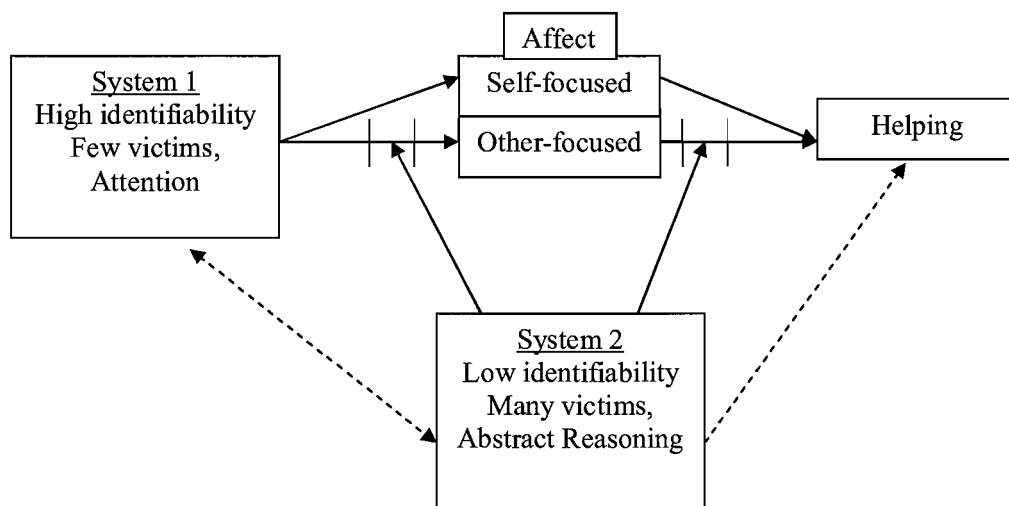 Affect
System 1
High identifiability
Few victims,
Attention
Self-focused
Other-focused
Helping
System 2
Low identifiability
Many victims,
Abstract Reasoning